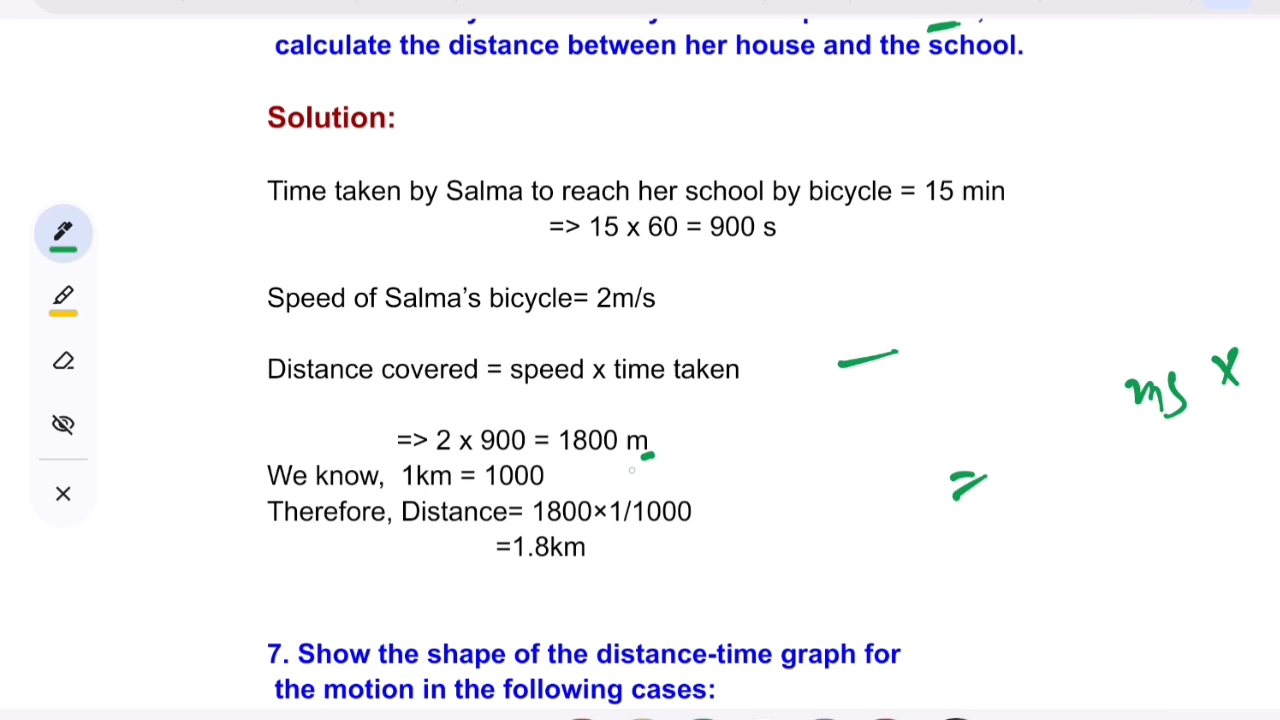 calculate the distance between her house and the school.
Solution:
Time taken by Salma to reach her school by bicycle = 15 min
=> 15 x 60 = 900 s
Speed of Salma’s bicycle= 2m/s
Distance covered = speed x time taken
ms x
=> 2 x 900 = 1800 m
We know, 1km = 1000
Therefore, Distance= 1800×1/1000
=1.8km
7. Show the shape of the distance-time graph for
the motion in the following cases: